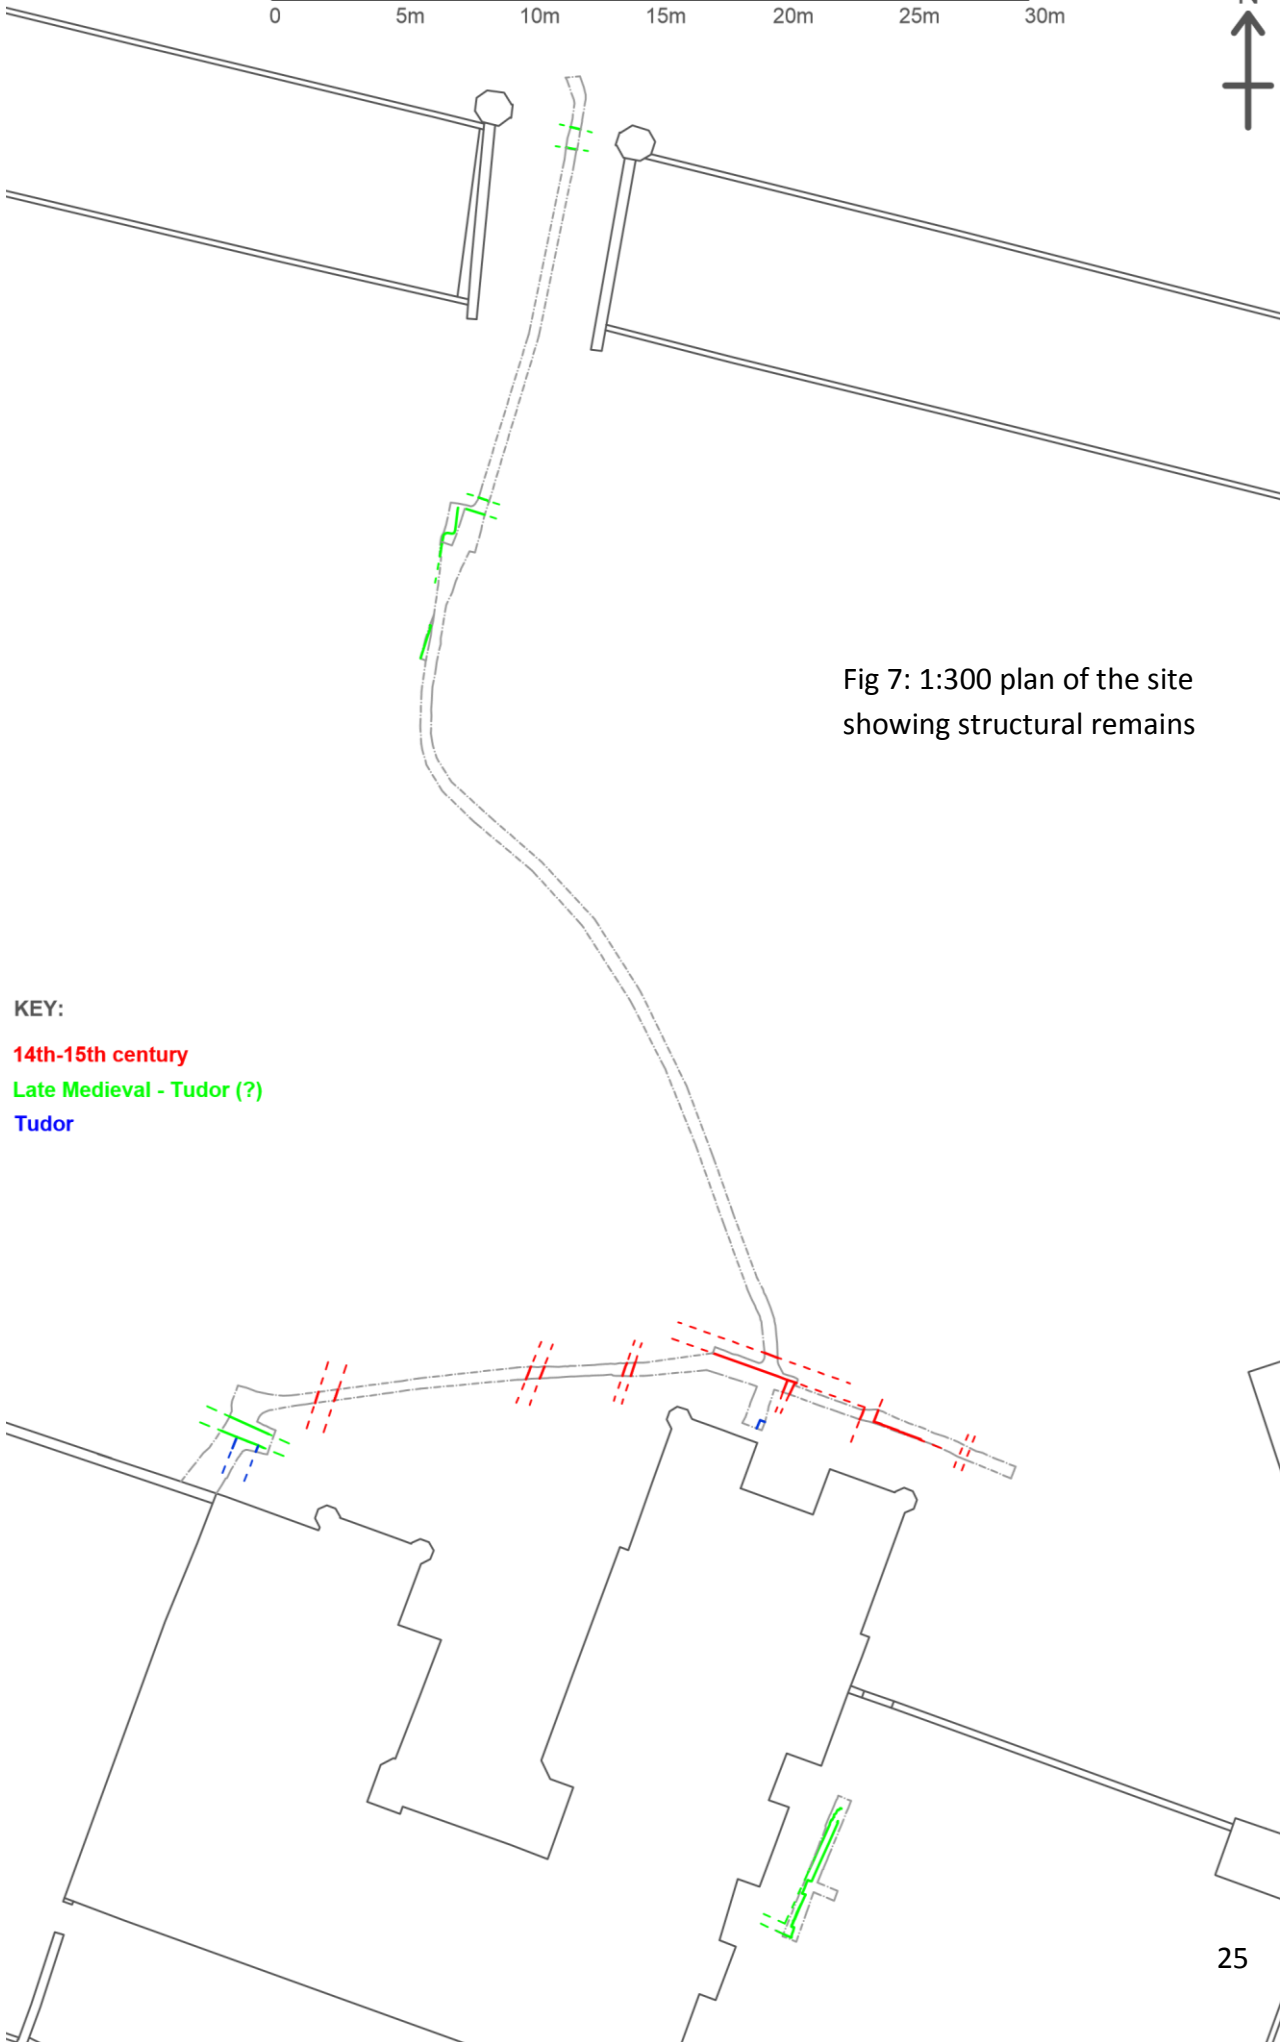 0 5m 10m 15m 20m 25m 30m
N
Fig 7: 1:300 plan of the site
showing structural remains
KEY:
14th-15th century
Late Medieval - Tudor (?)
Tudor
25